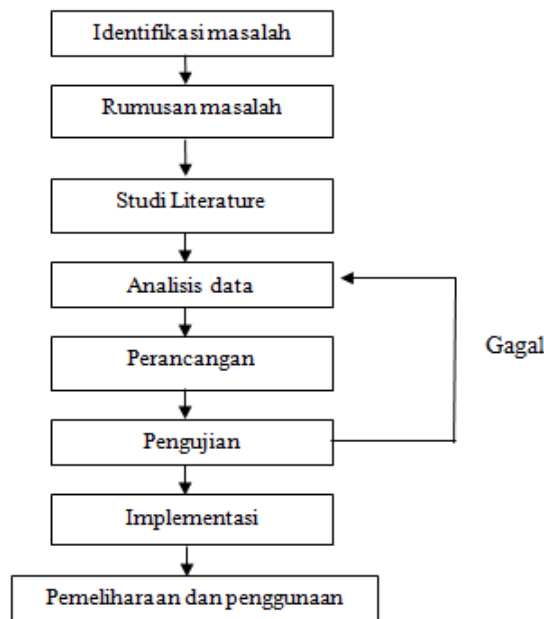 Identifikasi masalah
Rumusan masalah
Studi Literature
Analisis data
Perancangan
Gagal
Pengujian
Implementasi
Pemeliharaan dan penggunaan